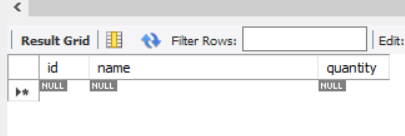 Result Grid Filter Rows: Edit:
id name quantity
NULL NULL NULL